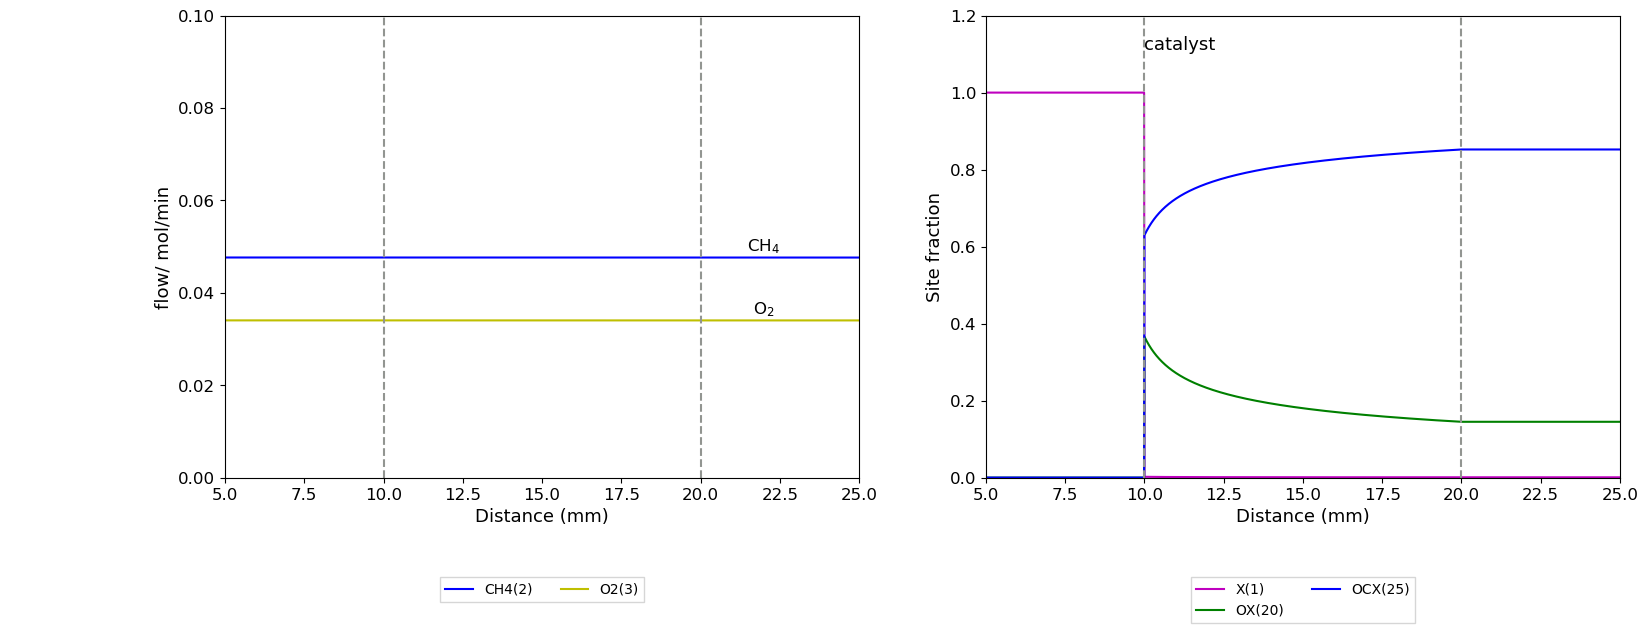 0.10
0.08
0.06
0.04
0.02
0.00
flow/ mol/min
CH₄
O₂
5.0 7.5 10.0 12.5 15.0 17.5 20.0 22.5 25.0
Distance (mm)
CH4(2) O2(3)
1.2
1.0
0.8
0.6
0.4
0.2
0.0
Site fraction
catalyst
5.0 7.5 10.0 12.5 15.0 17.5 20.0 22.5 25.0
Distance (mm)
X(1) OCX(25)
OX(20)